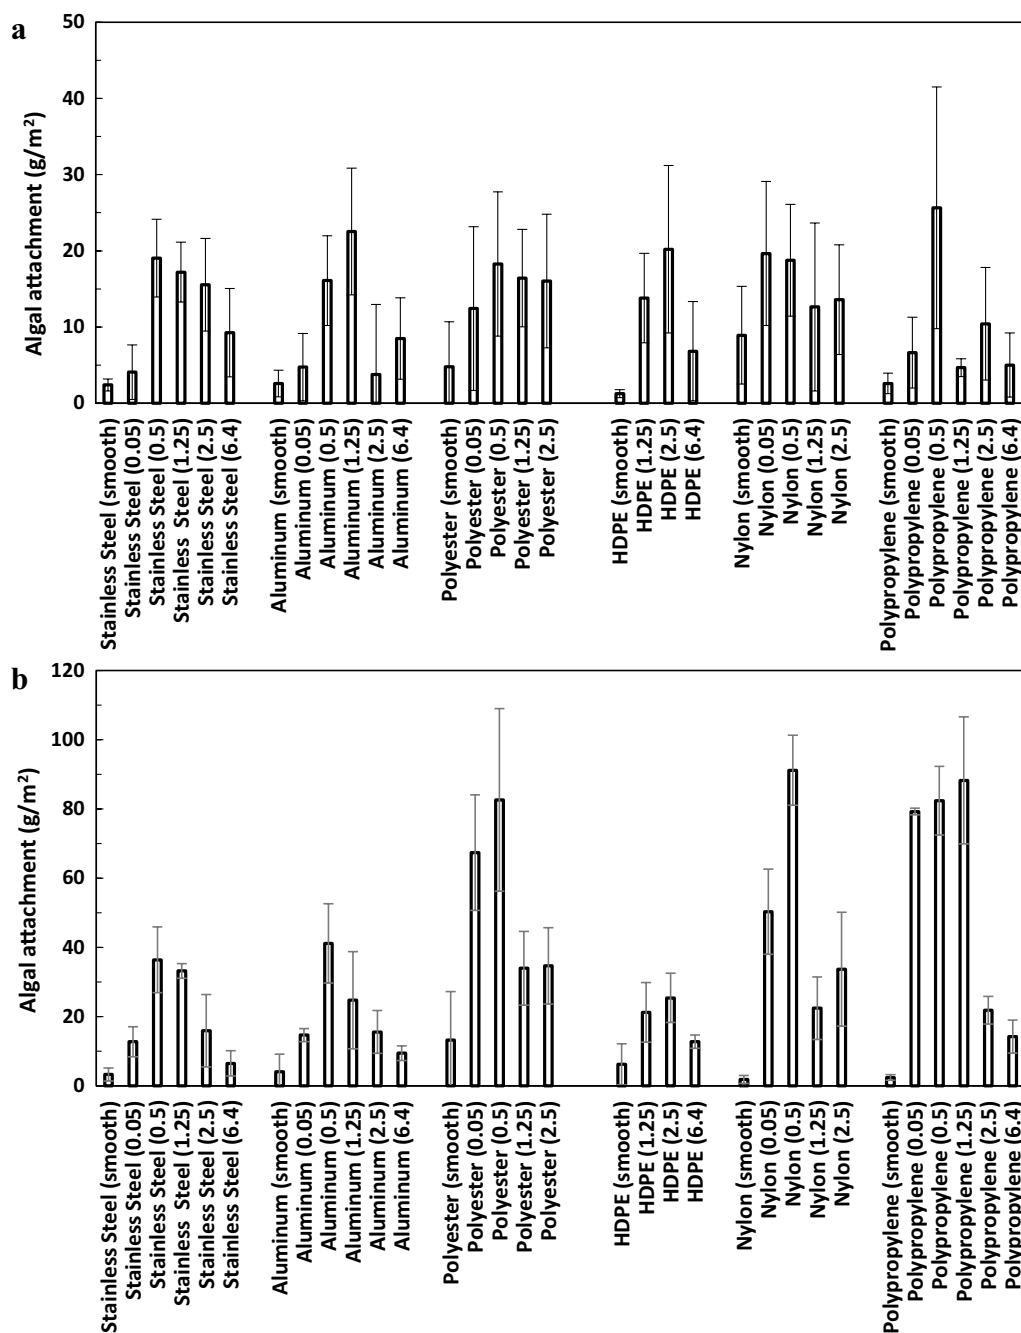 a
Algal attachment (g/m²)
50
40
30
20
10
0
Stainless Steel (smooth)
Stainless Steel (0.05)
Stainless Steel (0.5)
Stainless Steel (1.25)
Stainless Steel (2.5)
Stainless Steel (6.4)
Aluminum (smooth)
Aluminum (0.05)
Aluminum (0.5)
Aluminum (1.25)
Aluminum (2.5)
Aluminum (6.4)
Polyester (smooth)
Polyester (0.05)
Polyester (0.5)
Polyester (1.25)
Polyester (2.5)
HDPE (smooth)
HDPE (1.25)
HDPE (2.5)
HDPE (6.4)
Nylon (smooth)
Nylon (0.05)
Nylon (0.5)
Nylon (1.25)
Nylon (2.5)
Polypropylene (smooth)
Polypropylene (0.05)
Polypropylene (0.5)
Polypropylene (1.25)
Polypropylene (2.5)
Polypropylene (6.4)
b
Algal attachment (g/m²)
120
100
80
60
40
20
0
Stainless Steel (smooth)
Stainless Steel (0.05)
Stainless Steel (0.5)
Stainless Steel (1.25)
Stainless Steel (2.5)
Stainless Steel (6.4)
Aluminum (smooth)
Aluminum (0.05)
Aluminum (0.5)
Aluminum (1.25)
Aluminum (2.5)
Aluminum (6.4)
Polyester (smooth)
Polyester (0.05)
Polyester (0.5)
Polyester (1.25)
Polyester (2.5)
HDPE (smooth)
HDPE (1.25)
HDPE (2.5)
HDPE (6.4)
Nylon (smooth)
Nylon (0.05)
Nylon (0.5)
Nylon (1.25)
Nylon (2.5)
Polypropylene (smooth)
Polypropylene (0.05)
Polypropylene (0.5)
Polypropylene (1.25)
Polypropylene (2.5)
Polypropylene (6.4)